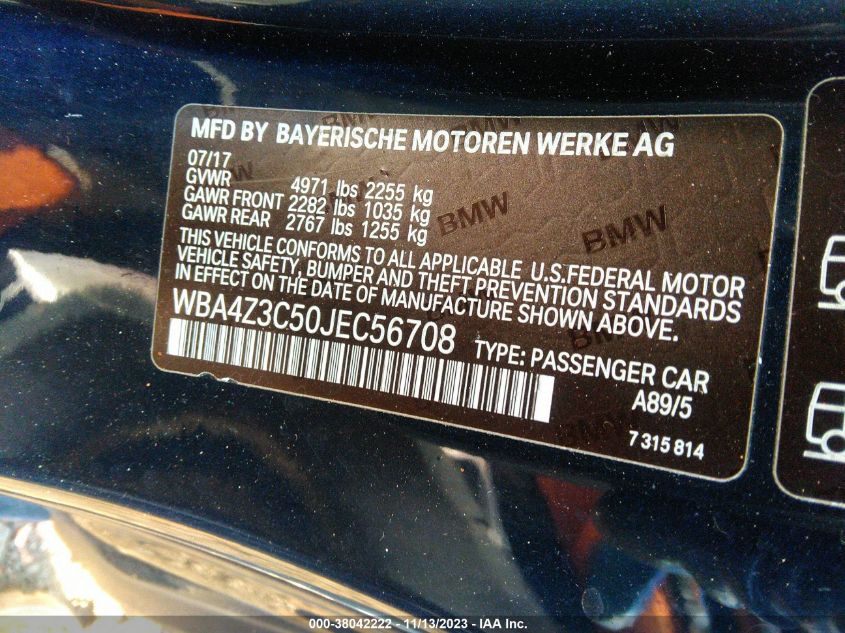 MFD BY BAYERISCHE MOTOREN WERKE AG
07/17
GVWR 4971 lbs 2255 kg
GAWR FRONT 2282 lbs 1035 kg
GAWR REAR 2767 lbs 1255 kg
THIS VEHICLE CONFORMS TO ALL APPLICABLE U.S.FEDERAL MOTOR
VEHICLE SAFETY, BUMPER AND THEFT PREVENTION STANDARDS
IN EFFECT ON THE DATE OF MANUFACTURE SHOWN ABOVE.
WBA4Z3C50JEC56708
TYPE: PASSENGER CAR
A89/5
7 315 814
BMW
BMW
000-38042222 - 11/13/2023 - IAA Inc.